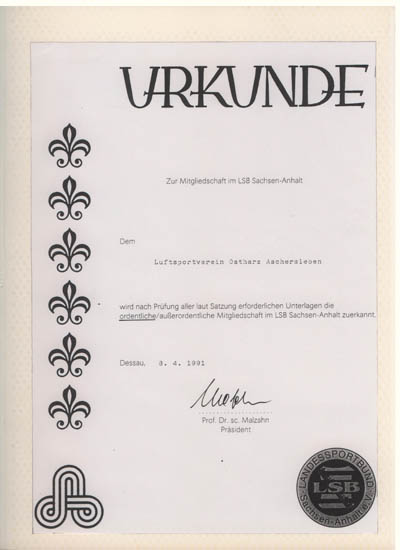 URKUNDE
Zur Mitgliedschaft im LSB Sachsen-Anhalt
Dem
Luftsportverein Ostharz Aschersleben
wird nach Prüfung aller laut Satzung erforderlichen Unterlagen die
ordentliche/außerordentliche Mitgliedschaft im LSB Sachsen-Anhalt zuerkannt.
Dessau, 8. 4. 1991
Prof. Dr. sc. Malzahn
Präsident
LANDESSPORTBUND
LSB
Sachsen-Anhalt e.V.